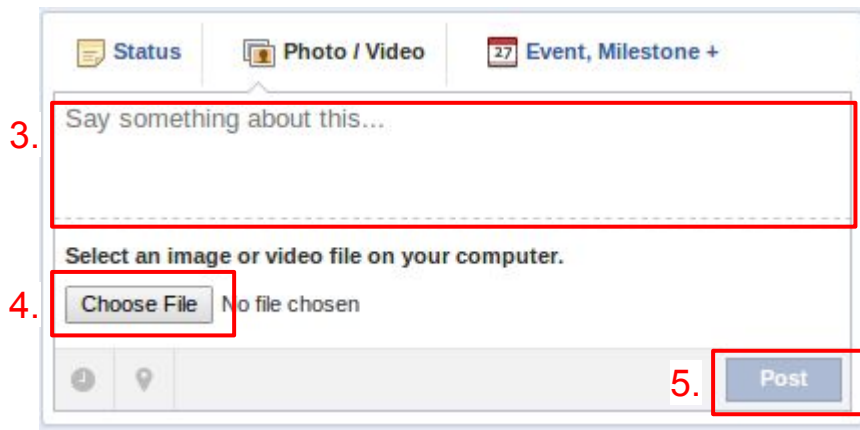 Status Photo / Video 27 Event, Milestone +
3. Say something about this...
Select an image or video file on your computer.
4. Choose File No file chosen
5. Post